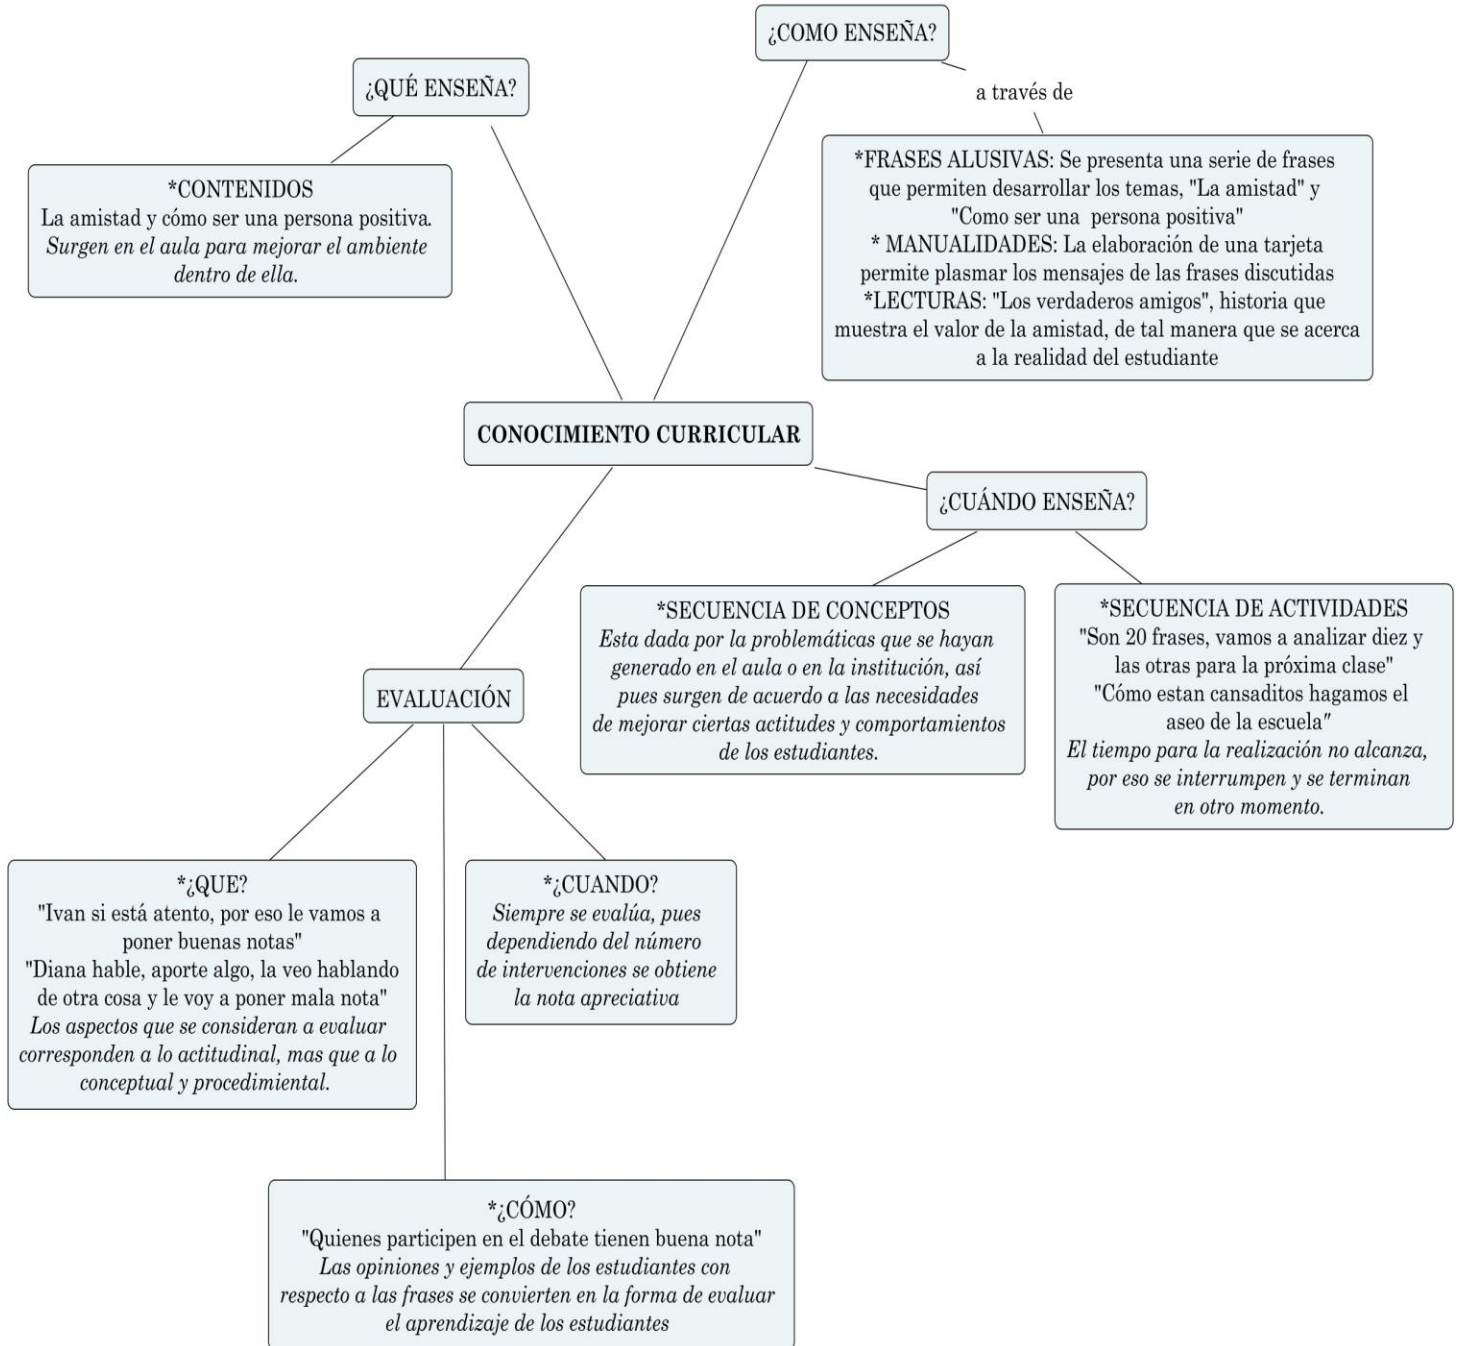 ¿COMO ENSEÑA?
¿QUÉ ENSEÑA?
a través de
*CONTENIDOS
La amistad y cómo ser una persona positiva.
Surgen en el aula para mejorar el ambiente
dentro de ella.
*FRASES ALUSIVAS: Se presenta una serie de frases
que permiten desarrollar los temas, "La amistad" y
"Como ser una persona positiva"
* MANUALIDADES: La elaboración de una tarjeta
permite plasmar los mensajes de las frases discutidas
*LECTURAS: "Los verdaderos amigos", historia que
muestra el valor de la amistad, de tal manera que se acerca
a la realidad del estudiante
CONOCIMIENTO CURRICULAR
¿CUÁNDO ENSEÑA?
*SECUENCIA DE CONCEPTOS
Esta dada por la problemáticas que se hayan
generado en el aula o en la institución, así
pues surgen de acuerdo a las necesidades
de mejorar ciertas actitudes y comportamientos
de los estudiantes.
*SECUENCIA DE ACTIVIDADES
"Son 20 frases, vamos a analizar diez y
las otras para la próxima clase"
"Cómo estan cansaditos hagamos el
aseo de la escuela"
El tiempo para la realización no alcanza,
por eso se interrumpen y se terminan
en otro momento.
EVALUACIÓN
*¿QUE?
"Ivan si está atento, por eso le vamos a
poner buenas notas"
"Diana hable, aporte algo, la veo hablando
de otra cosa y le voy a poner mala nota"
Los aspectos que se consideran a evaluar
corresponden a lo actitudinal, mas que a lo
conceptual y procedimiental.
*¿CUANDO?
Siempre se evalúa, pues
dependiendo del número
de intervenciones se obtiene
la nota apreciativa
*¿CÓMO?
"Quienes participen en el debate tienen buena nota"
Las opiniones y ejemplos de los estudiantes con
respecto a las frases se convierten en la forma de evaluar
el aprendizaje de los estudiantes